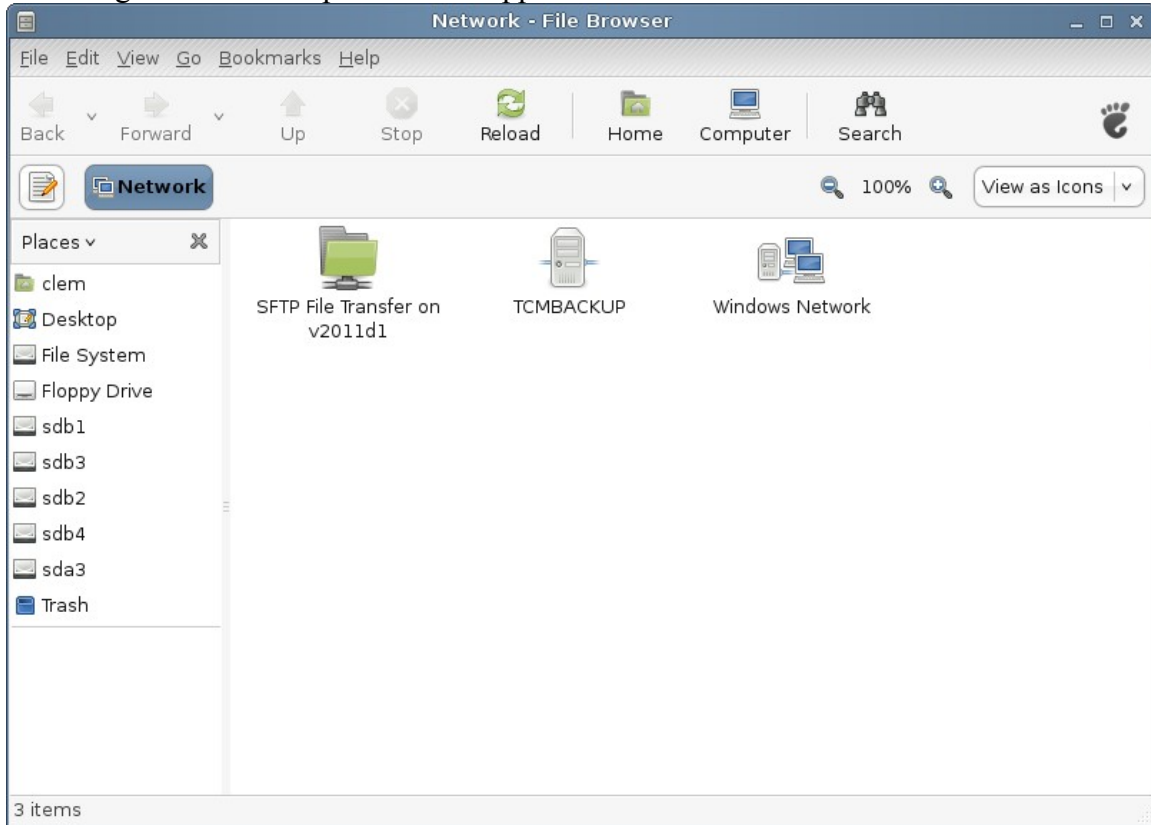 Network - File Browser
File Edit View Go Bookmarks Help
Back Forward Up Stop Reload Home Computer Search
Network 100% View as Icons
Places
clem
Desktop
File System
Floppy Drive
sdb1
sdb3
sdb2
sdb4
sda3
Trash
SFTP File Transfer on
v2011d1
TCMBACKUP
Windows Network
3 items